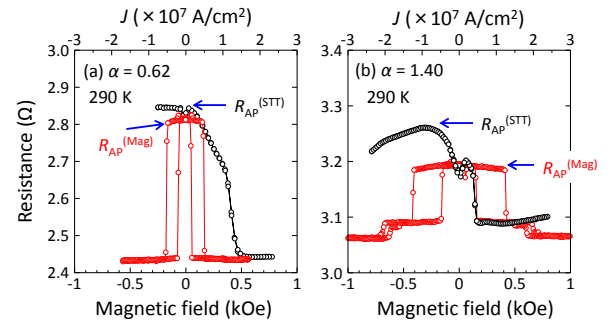 J (×10⁷ A/cm²)
J (×10⁷ A/cm²)
-3 -2 -1 0 1 2 3
-3 -2 -1 0 1 2 3
3.0
2.9
2.8
2.7
2.6
2.5
2.4
Resistance (Ω)
(a) α = 0.62
290 K
R_AP^(STT)
R_AP^(Mag)
-1 -0.5 0 0.5 1
Magnetic field (kOe)
3.4
3.3
3.2
3.1
3.0
(b) α = 1.40
290 K
R_AP^(STT)
R_AP^(Mag)
-1 -0.5 0 0.5 1
Magnetic field (kOe)